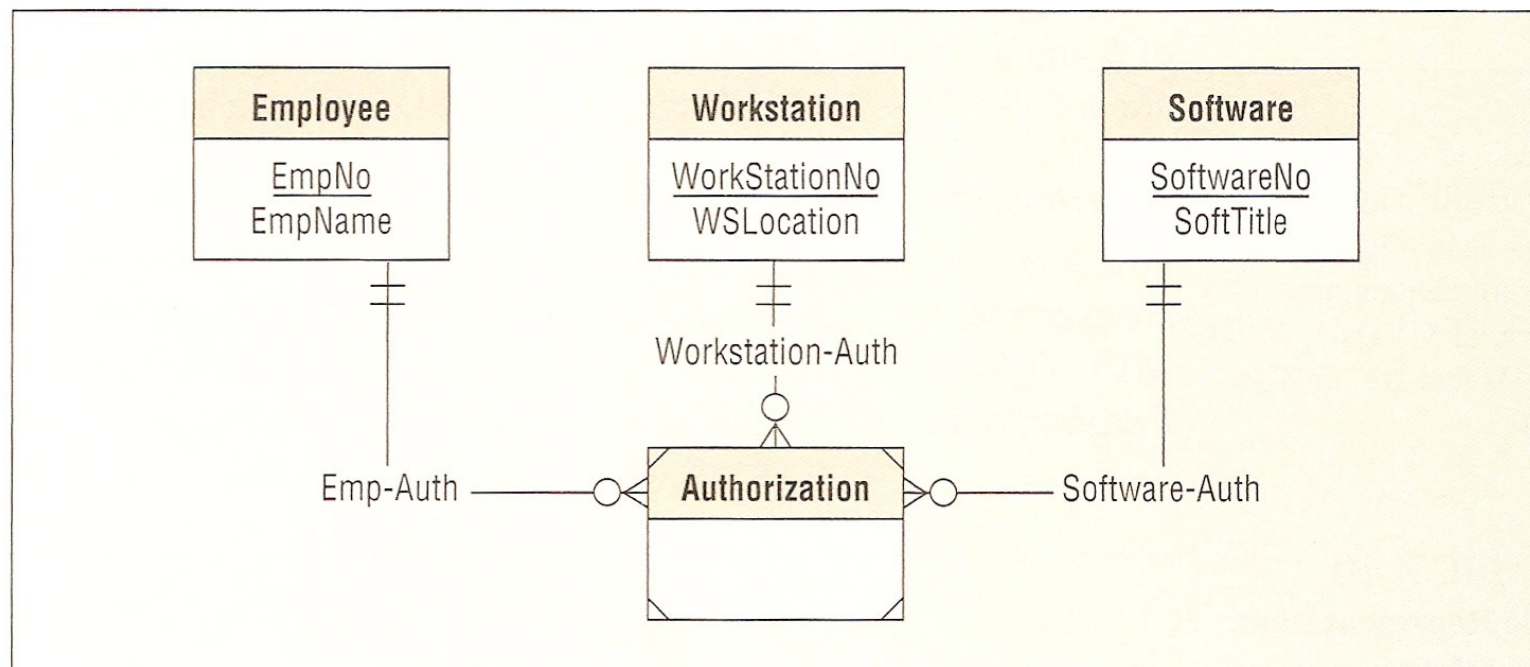 Employee
EmpNo
EmpName
Workstation
WorkStationNo
WSLocation
Software
SoftwareNo
SoftTitle
Workstation-Auth
Emp-Auth
Authorization
Software-Auth